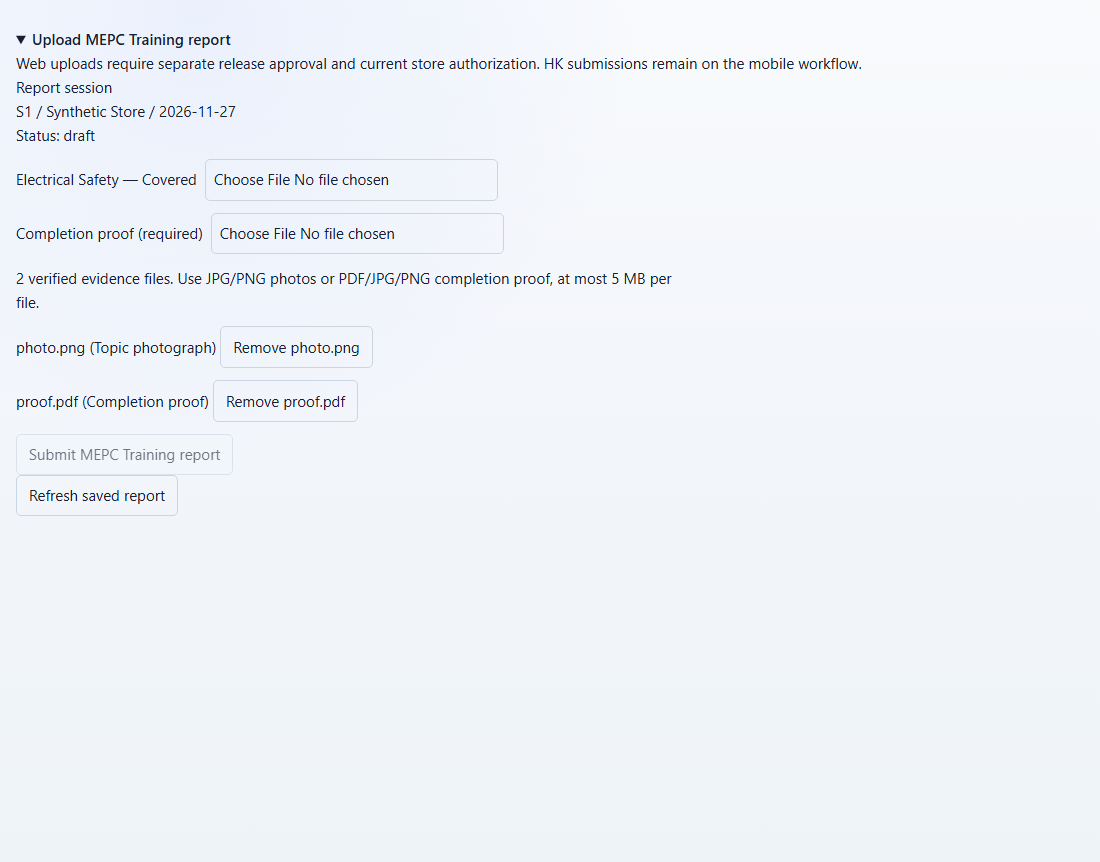 ▼ Upload MEPC Training report
Web uploads require separate release approval and current store authorization. HK submissions remain on the mobile workflow.
Report session
S1 / Synthetic Store / 2026-11-27
Status: draft
Electrical Safety — Covered Choose File No file chosen
Completion proof (required) Choose File No file chosen
2 verified evidence files. Use JPG/PNG photos or PDF/JPG/PNG completion proof, at most 5 MB per
file.
photo.png (Topic photograph) Remove photo.png
proof.pdf (Completion proof) Remove proof.pdf
Submit MEPC Training report
Refresh saved report